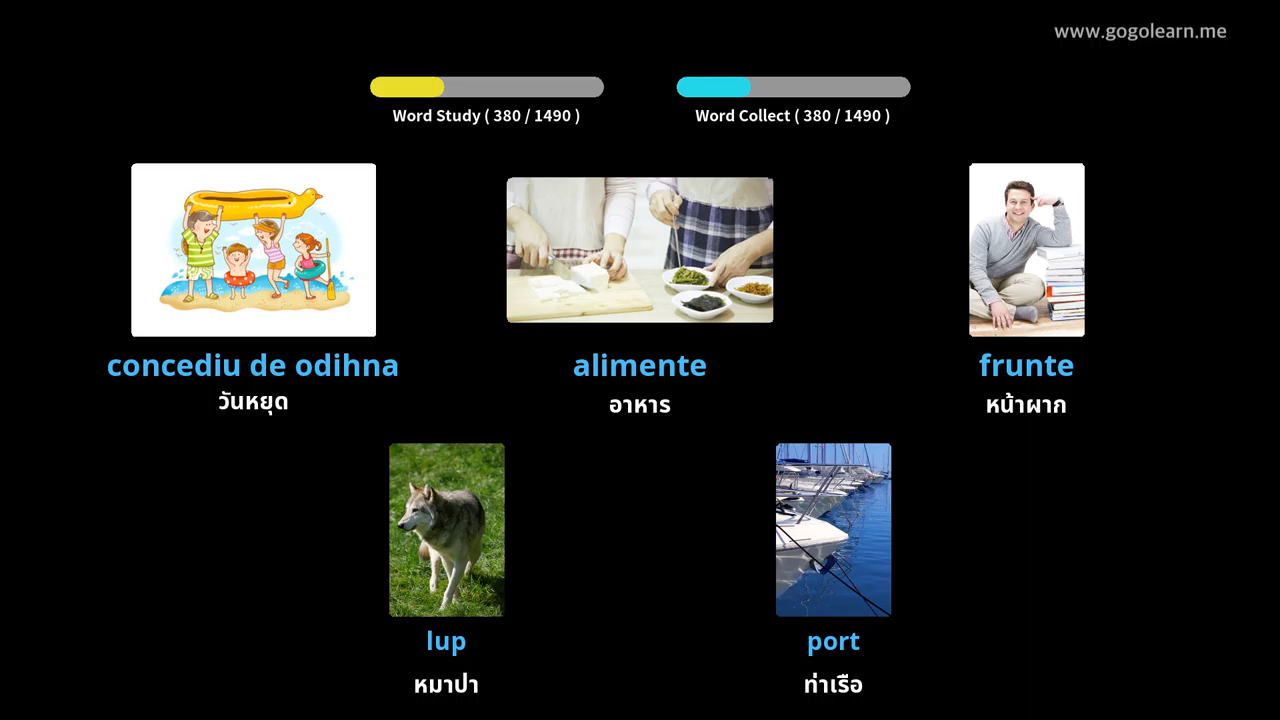 www.gogolearn.me
Word Study ( 380 / 1490 )
Word Collect ( 380 / 1490 )
concediu de odihna
วันหยุด
alimente
อาหาร
frunte
หน้าผาก
lup
หมาป่า
port
ท่าเรือ